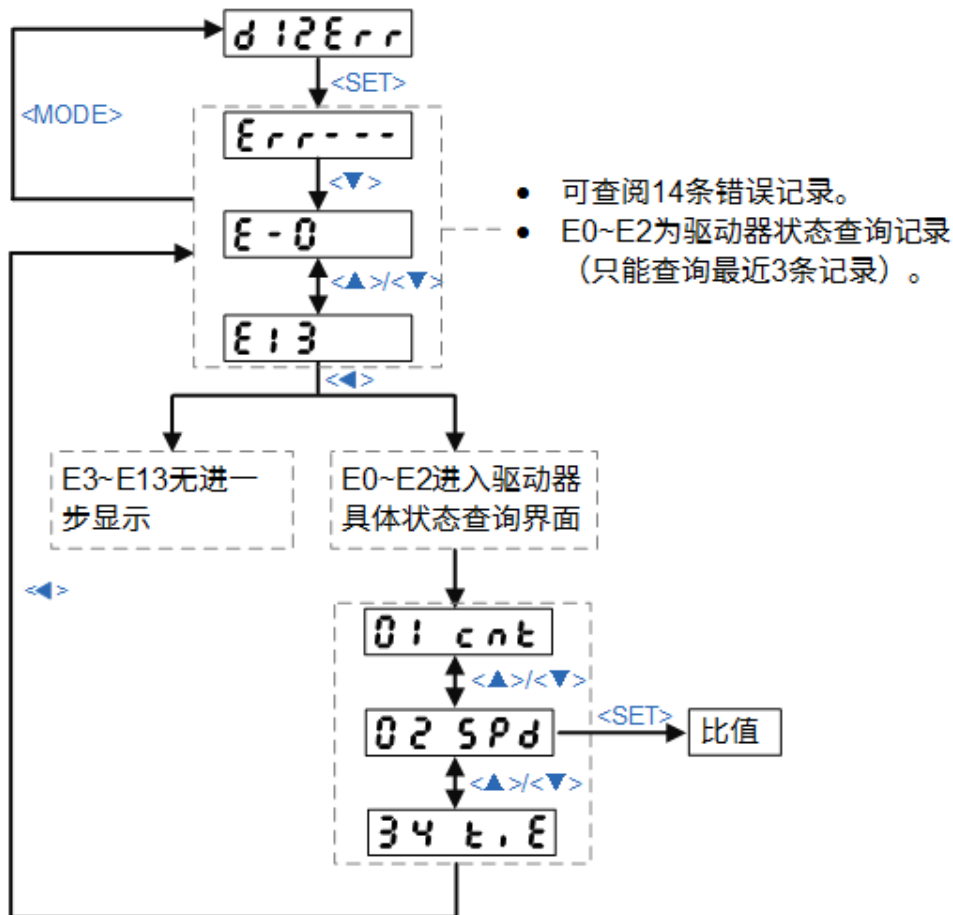 d12Err
<SET>
<MODE>
Err---
<▼>
E-0
<▲>/<▼>
E13
<◀>
• 可查阅14条错误记录。
• E0~E2为驱动器状态查询记录
（只能查询最近3条记录）。
E3~E13无进一
步显示
E0~E2进入驱动器
具体状态查询界面
<◀>
01 cnt
<▲>/<▼>
02 SPd
<SET>
比值
<▲>/<▼>
34 tiE